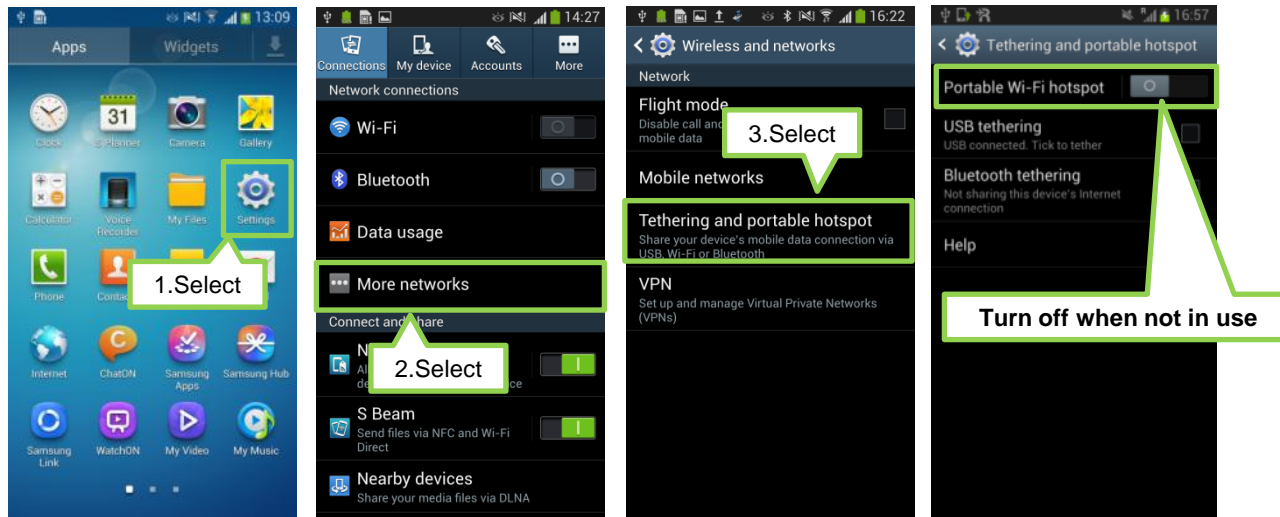 13:09
Apps
Widgets
31
Clock
S Planner
Camera
Gallery
Calculator
Voice
Recorder
My Files
Settings
1.Select
Phone
Internet
ChatON
Samsung
Apps
Samsung Hub
Samsung
Link
WatchON
My Video
My Music
14:27
Connections
My device
Accounts
More
Network connections
Wi-Fi
Bluetooth
Data usage
More networks
Connect and share
2.Select
S Beam
Send files via NFC and Wi-Fi
Direct
Nearby devices
Share your media files via DLNA
16:22
Wireless and networks
Network
Flight mode
Disable call and
mobile data
3.Select
Mobile networks
Tethering and portable hotspot
Share your device's mobile data connection via
USB, Wi-Fi or Bluetooth
VPN
Set up and manage Virtual Private Networks
(VPNs)
16:57
Tethering and portable hotspot
Portable Wi-Fi hotspot
USB tethering
USB connected. Tick to tether
Bluetooth tethering
Not sharing this device's Internet
connection
Help
Turn off when not in use